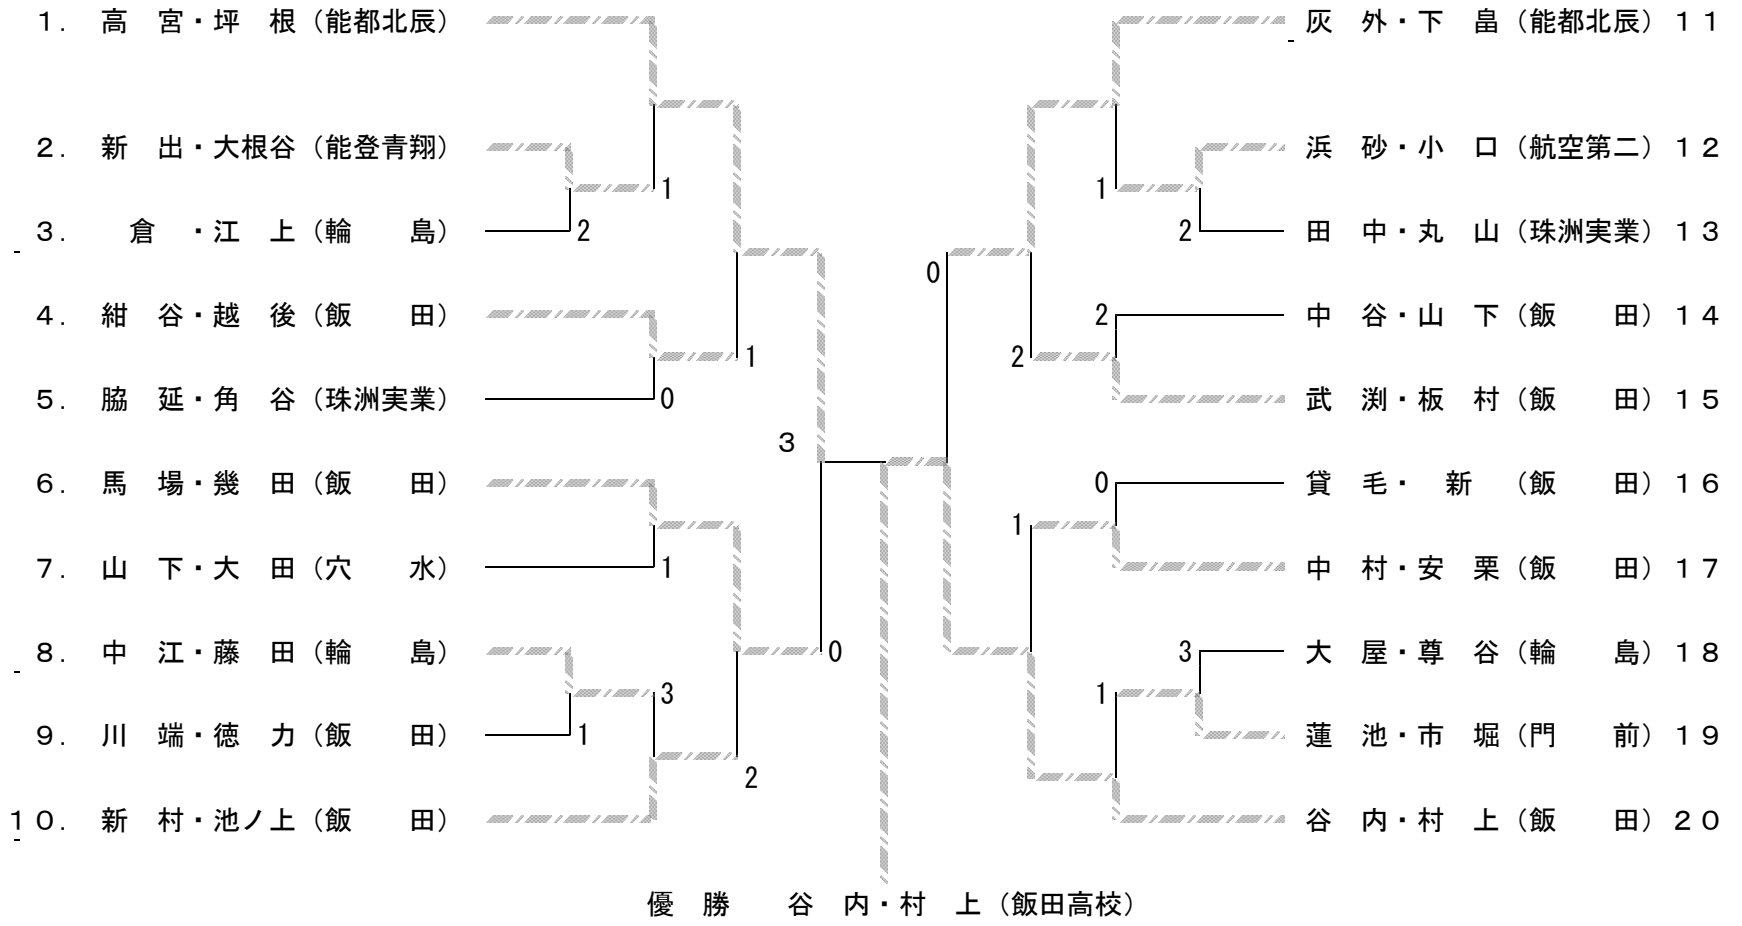 1. 高 宮・坪 根（能都北辰）
2. 新 出・大根谷（能登青翔）
3. 倉 ・江 上（輪 島）
4. 紺 谷・越 後（飯 田）
5. 脇 延・角 谷（珠洲実業）
6. 馬 場・幾 田（飯 田）
7. 山 下・大 田（穴 水）
8. 中 江・藤 田（輪 島）
9. 川 端・徳 力（飯 田）
10. 新 村・池ノ上（飯 田）
1
2
1
0
3
1
0
3
1
2
灰 外・下 畠（能都北辰）11
浜 砂・小 口（航空第二）12
田 中・丸 山（珠洲実業）13
中 谷・山 下（飯 田）14
武 渕・板 村（飯 田）15
貸 毛・ 新 （飯 田）16
中 村・安 栗（飯 田）17
大 屋・尊 谷（輪 島）18
蓮 池・市 堀（門 前）19
谷 内・村 上（飯 田）20
1
2
0
2
2
0
1
3
1
優 勝 谷 内・村 上（飯田高校）